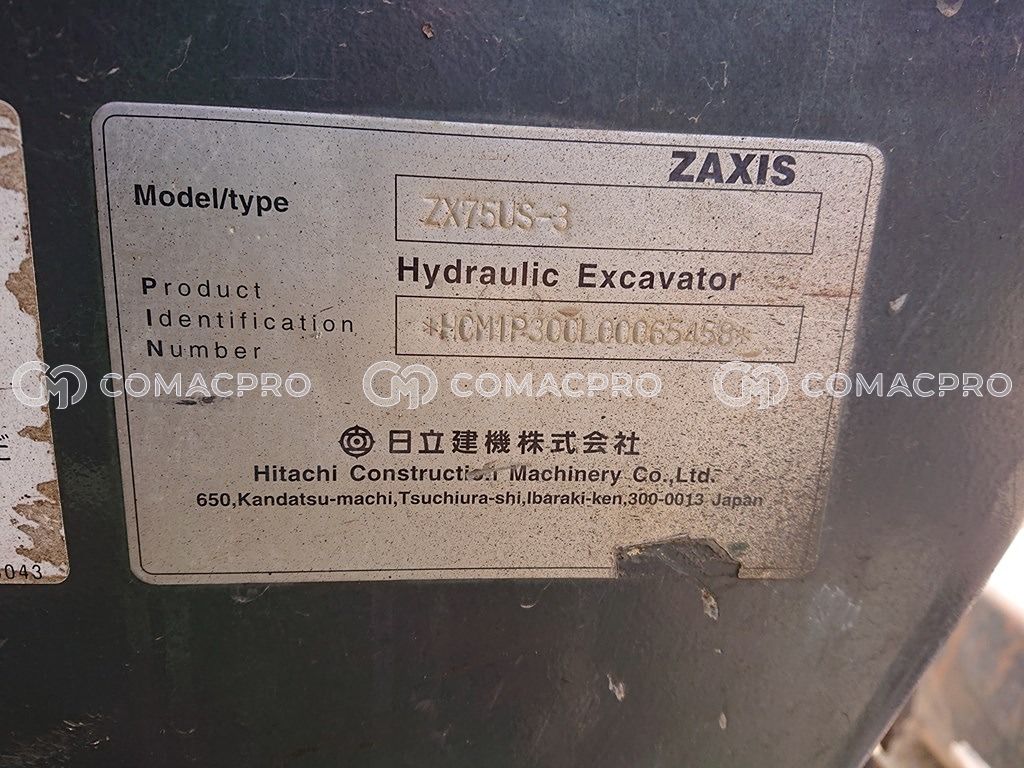 ZAXIS
Model/type ZX75US-3
Hydraulic Excavator
Product
Identification *HCM1P300L00065458*
Number
COMACPRO COMACPRO COMACPRO
日立建機株式会社
Hitachi Construction Machinery Co.,Ltd.
650,Kandatsu-machi,Tsuchiura-shi,Ibaraki-ken,300-0013 Japan
043